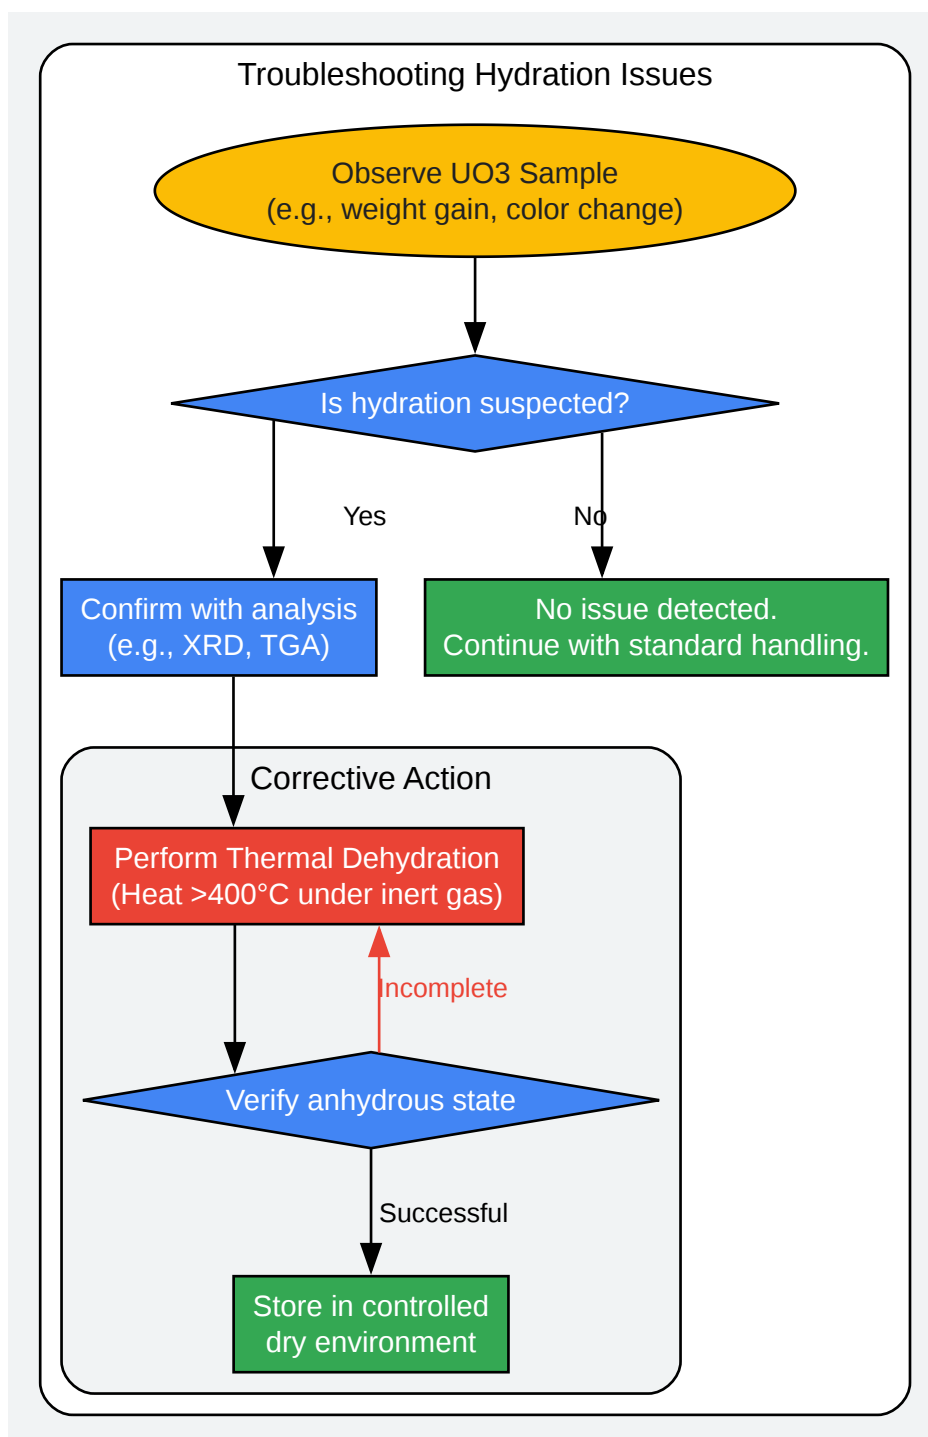 Troubleshooting Hydration Issues
Observe UO3 Sample
(e.g., weight gain, color change)
Is hydration suspected?
Yes
No
Confirm with analysis
(e.g., XRD, TGA)
No issue detected.
Continue with standard handling.
Corrective Action
Perform Thermal Dehydration
(Heat >400°C under inert gas)
Incomplete
Verify anhydrous state
Successful
Store in controlled
dry environment